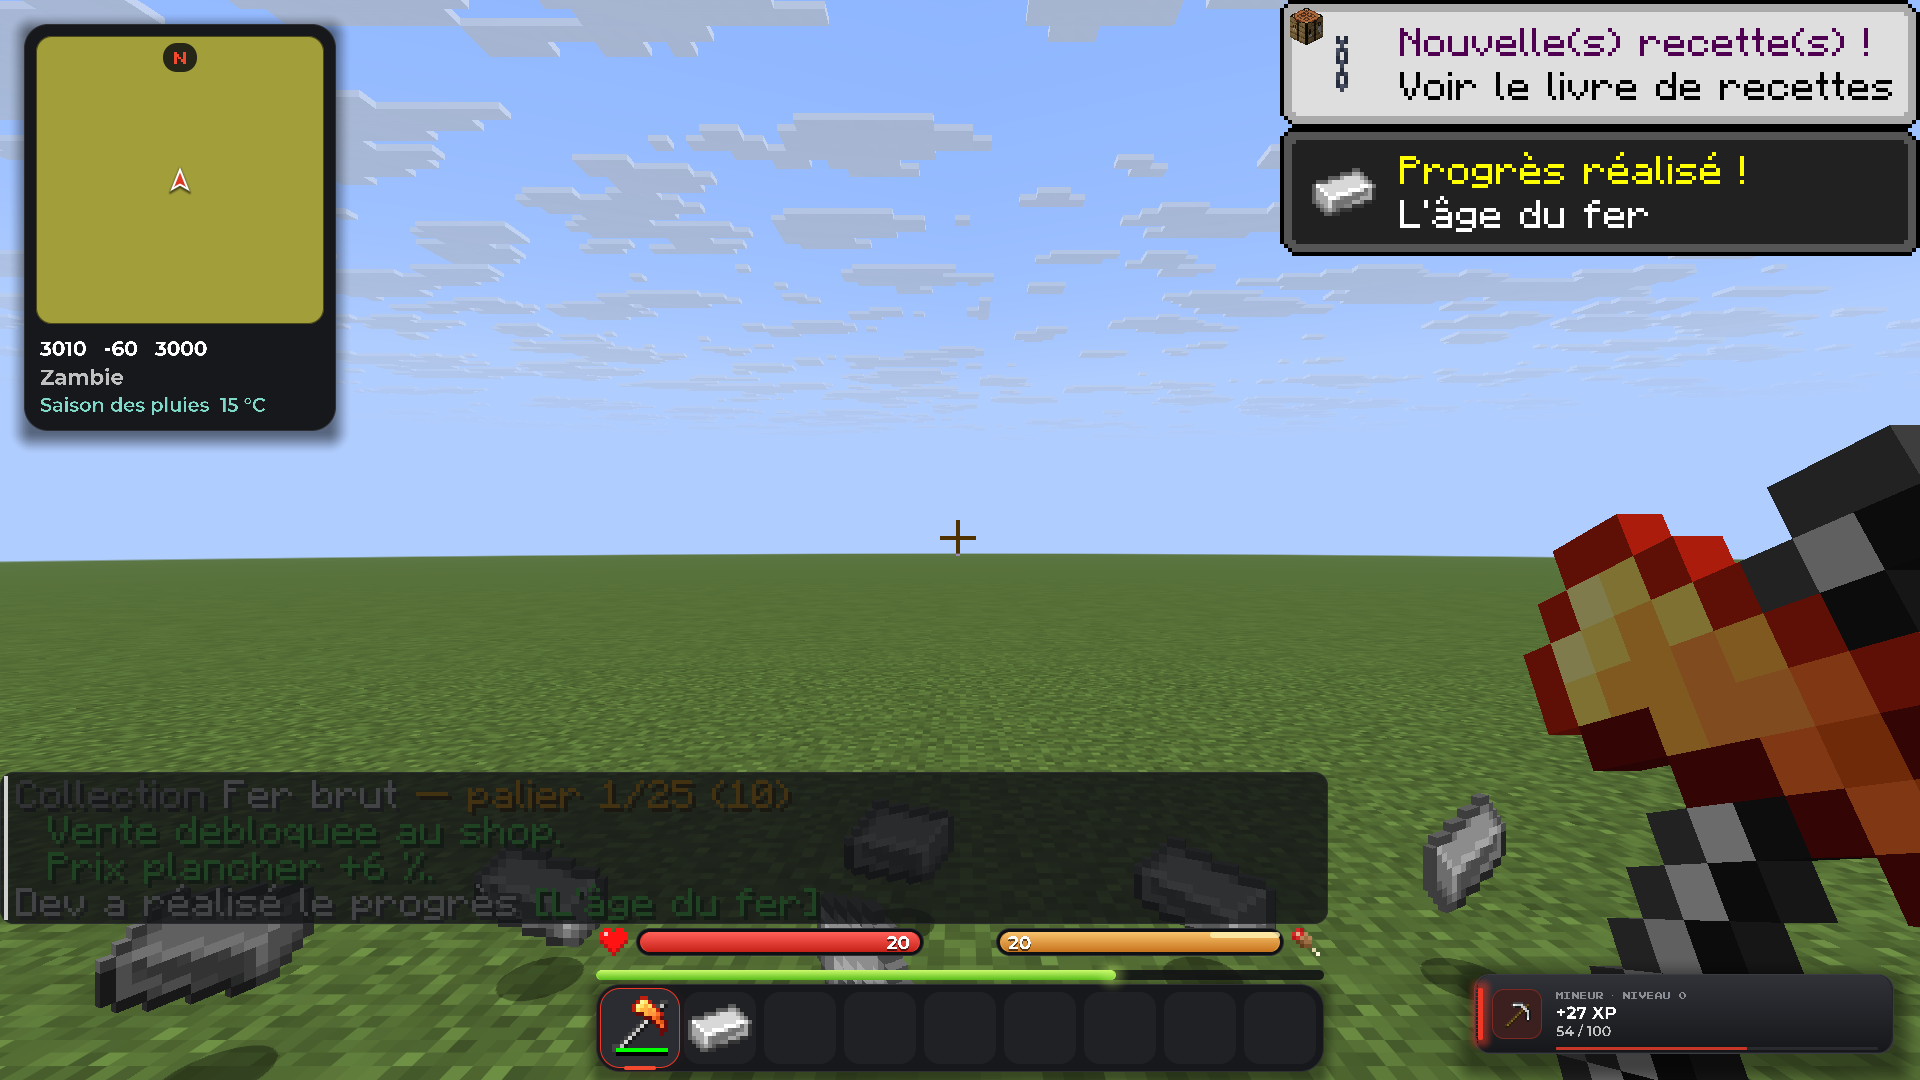 N
3010 -60 3000
Zambie
Saison des pluies 15 °C
Nouvelle(s) recette(s) !
Voir le livre de recettes
Progrès réalisé !
L'âge du fer
Collection Fer brut — palier 1/25 (10)
Vente debloquee au shop.
Prix plancher +6 %.
Dev a réalisé le progrès [L'âge du fer]
20
20
MINEUR · NIVEAU 0
+27 XP
54 / 100